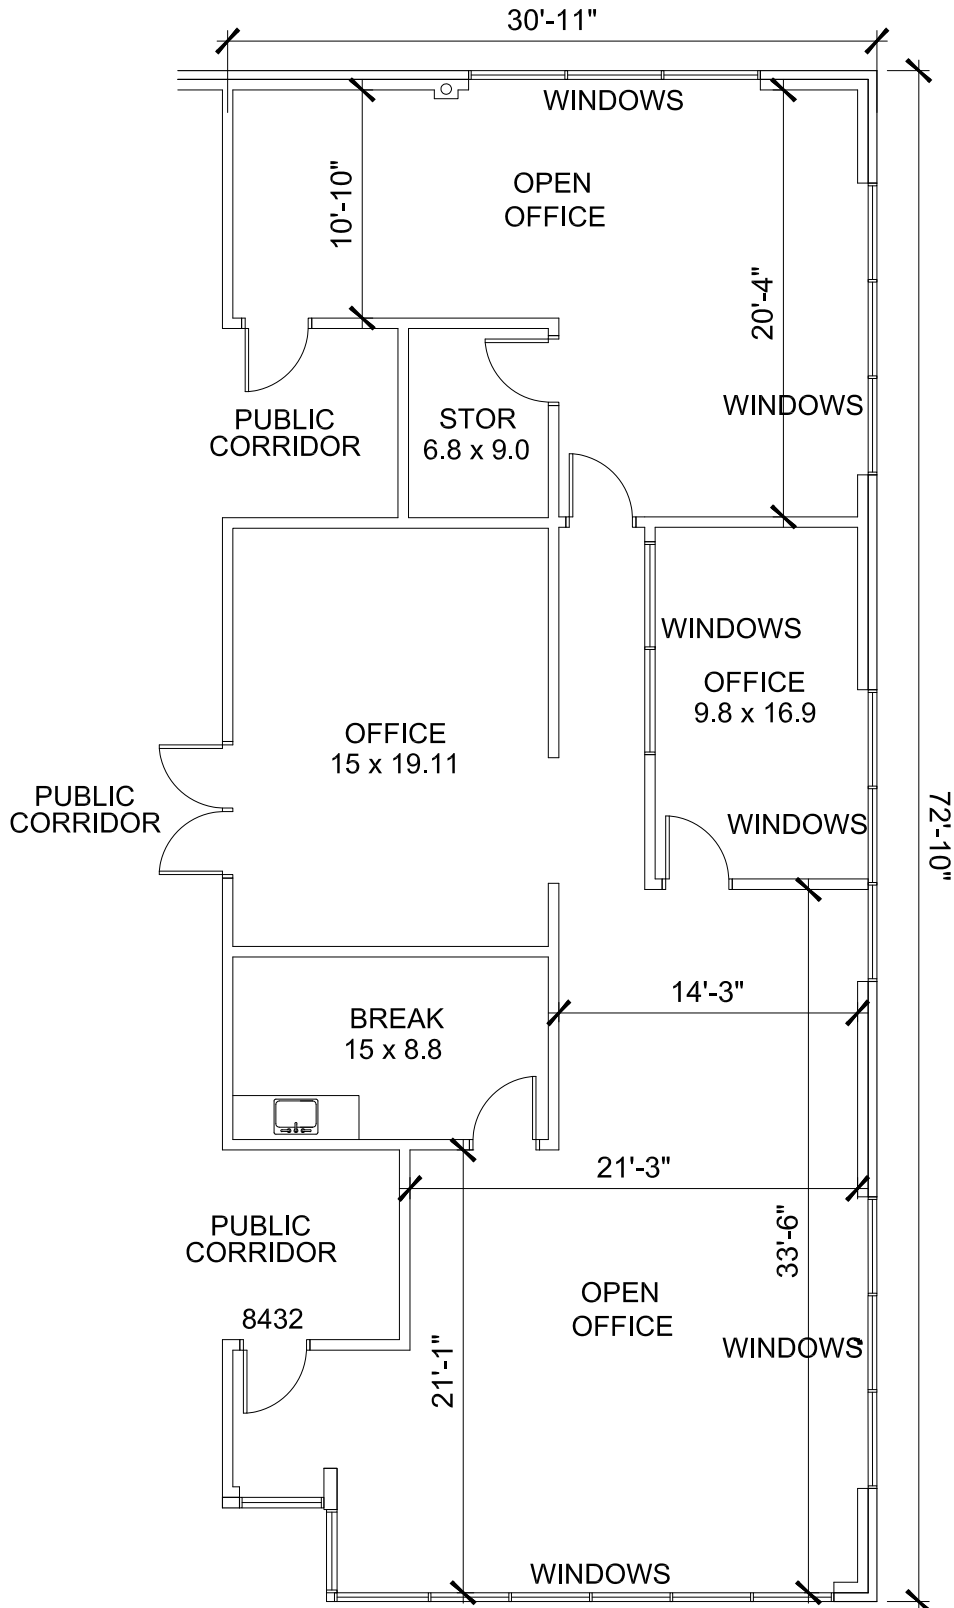 30'-11"
WINDOWS
OPEN
OFFICE
10'-10"
20'-4"
WINDOWS
PUBLIC
CORRIDOR
STOR
6.8 x 9.0
WINDOWS
OFFICE
9.8 x 16.9
OFFICE
15 x 19.11
PUBLIC
CORRIDOR
WINDOWS
72'-10"
14'-3"
BREAK
15 x 8.8
21'-3"
PUBLIC
CORRIDOR
33'-6"
OPEN
OFFICE
8432
WINDOWS
21'-1"
WINDOWS